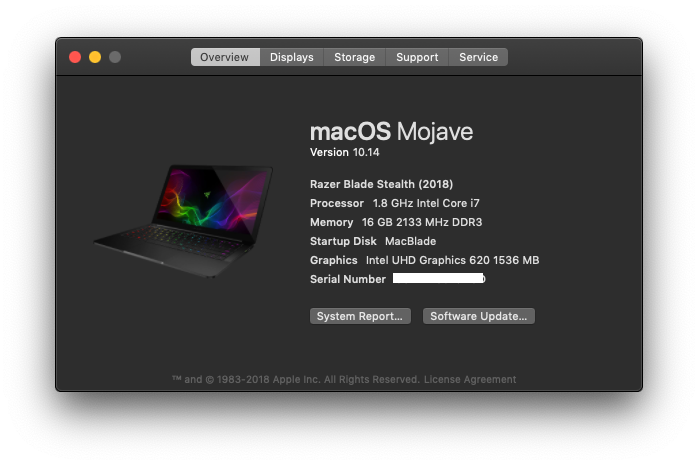 Overview Displays Storage Support Service
macOS Mojave
Version 10.14
Razer Blade Stealth (2018)
Processor 1.8 GHz Intel Core i7
Memory 16 GB 2133 MHz DDR3
Startup Disk MacBlade
Graphics Intel UHD Graphics 620 1536 MB
Serial Number
System Report... Software Update...
™ and © 1983-2018 Apple Inc. All Rights Reserved. License Agreement